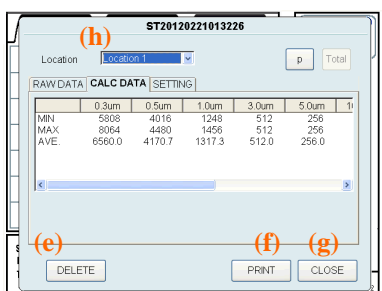 ST20120221013226
(h)
Location Location 1 p Total
RAW DATA CALC DATA SETTING
0.3um 0.5um 1.0um 3.0um 5.0um 1
MIN 5808 4016 1248 512 256
MAX 8064 4480 1456 512 256
AVE. 6560.0 4170.7 1317.3 512.0 256.0
(e) (f) (g)
DELETE PRINT CLOSE